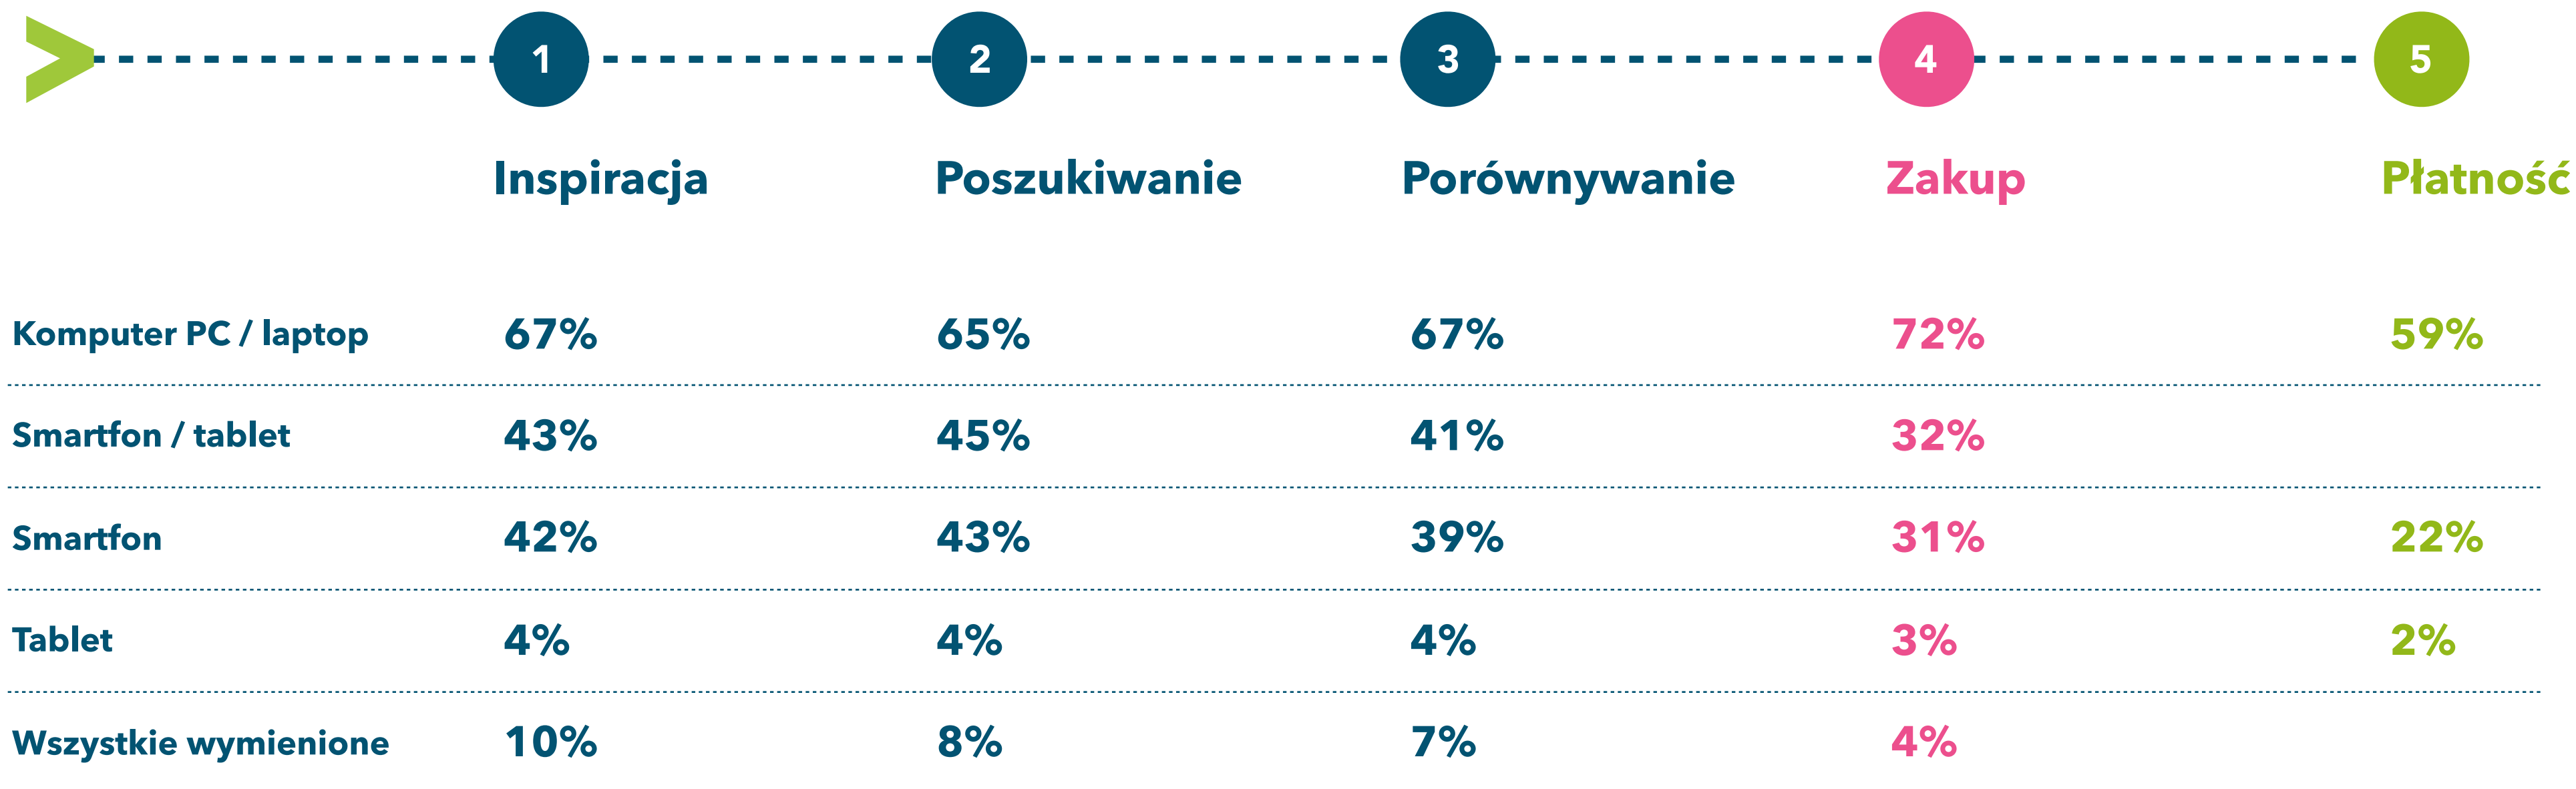 1 2 3 4 5
Inspiracja Poszukiwanie Porównywanie Zakup Płatność
Komputer PC / laptop 67% 65% 67% 72% 59%
Smartfon / tablet 43% 45% 41% 32%
Smartfon 42% 43% 39% 31% 22%
Tablet 4% 4% 4% 3% 2%
Wszystkie wymienione 10% 8% 7% 4%